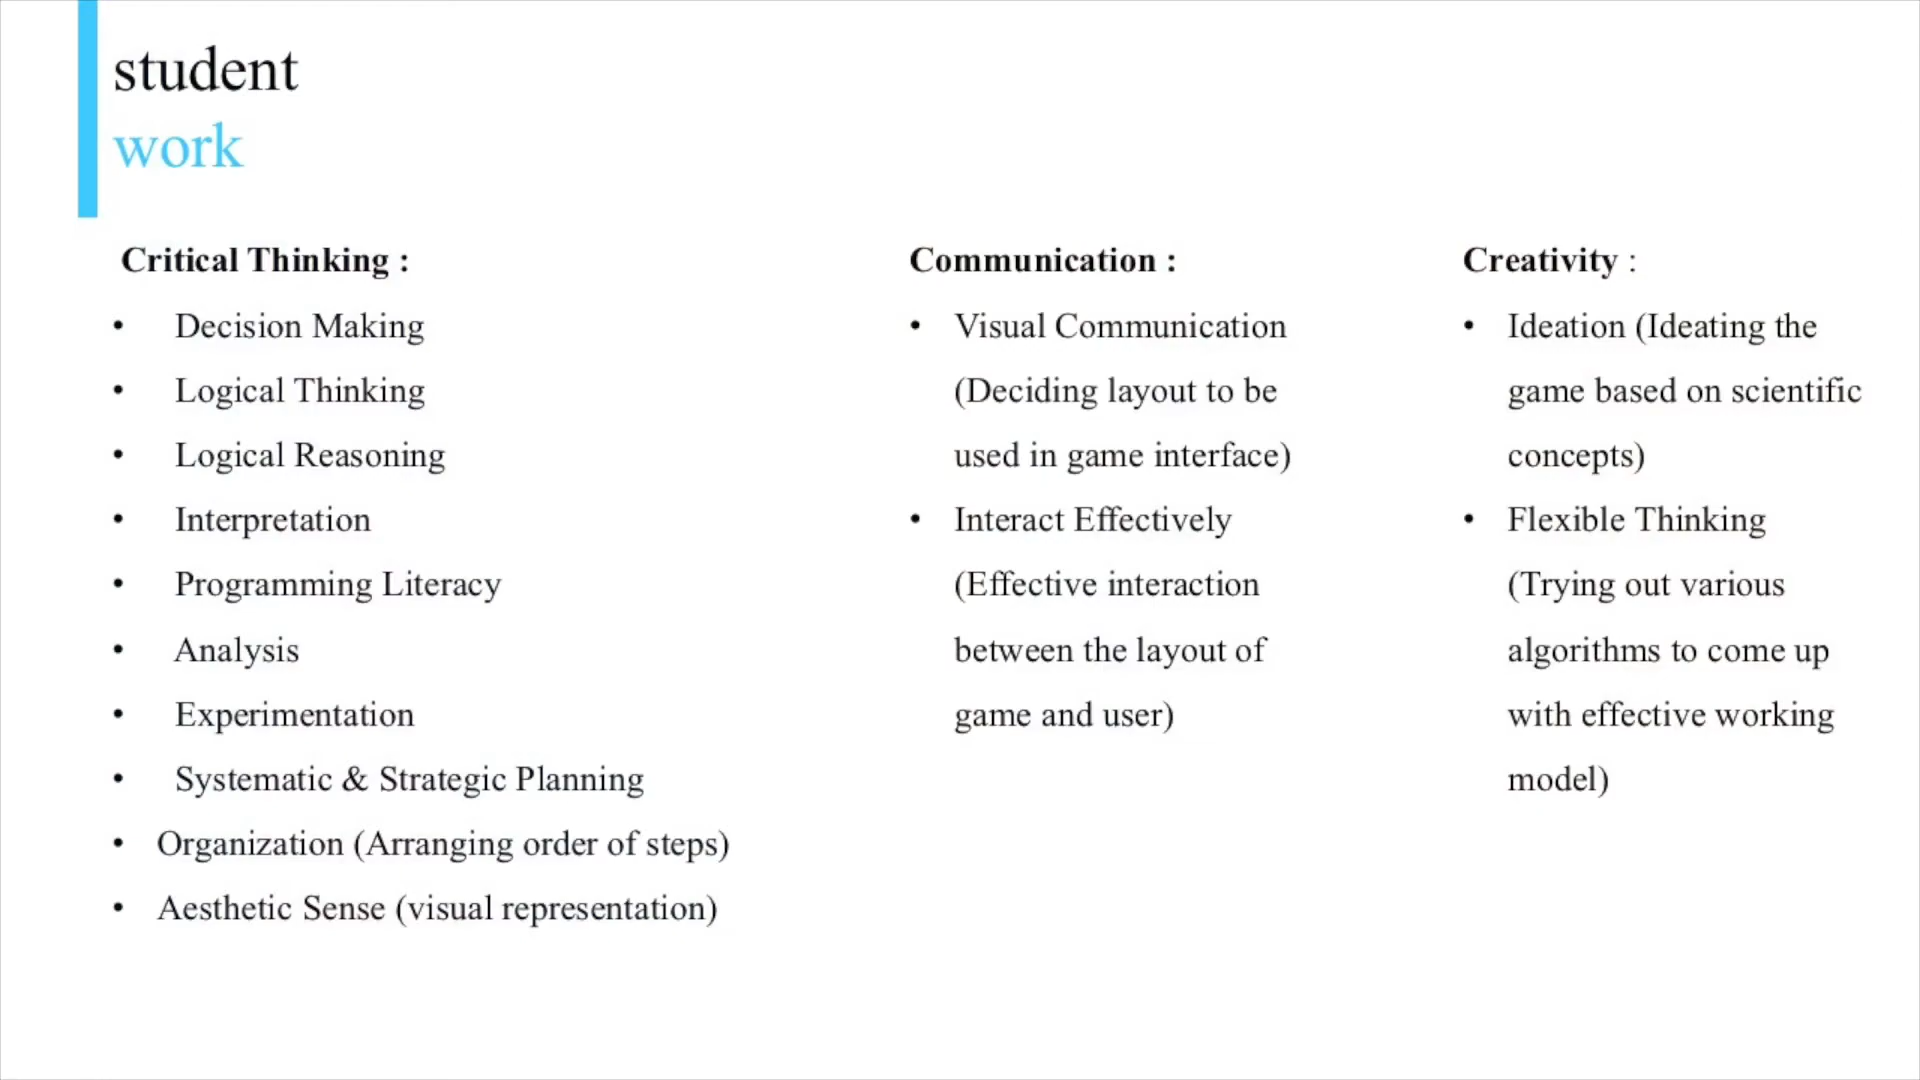 student
work
Critical Thinking :
• Decision Making
• Logical Thinking
• Logical Reasoning
• Interpretation
• Programming Literacy
• Analysis
• Experimentation
• Systematic & Strategic Planning
• Organization (Arranging order of steps)
• Aesthetic Sense (visual representation)
Communication :
• Visual Communication
(Deciding layout to be
used in game interface)
• Interact Effectively
(Effective interaction
between the layout of
game and user)
Creativity :
• Ideation (Ideating the
game based on scientific
concepts)
• Flexible Thinking
(Trying out various
algorithms to come up
with effective working
model)